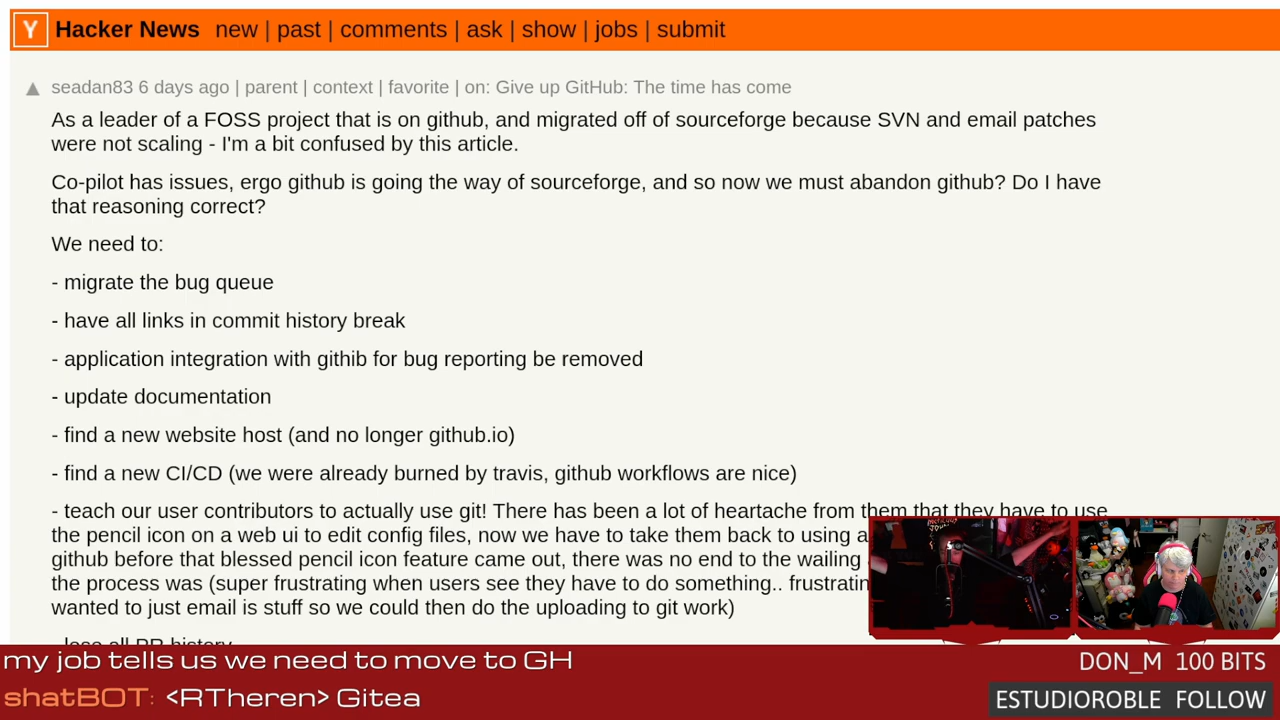 Y Hacker News new | past | comments | ask | show | jobs | submit
▲ seadan83 6 days ago | parent | context | favorite | on: Give up GitHub: The time has come
As a leader of a FOSS project that is on github, and migrated off of sourceforge because SVN and email patches
were not scaling - I'm a bit confused by this article.
Co-pilot has issues, ergo github is going the way of sourceforge, and so now we must abandon github? Do I have
that reasoning correct?
We need to:
- migrate the bug queue
- have all links in commit history break
- application integration with githib for bug reporting be removed
- update documentation
- find a new website host (and no longer github.io)
- find a new CI/CD (we were already burned by travis, github workflows are nice)
- teach our user contributors to actually use git! There has been a lot of heartache from them that they have to use
the pencil icon on a web ui to edit config files, now we have to take them back to using a
github before that blessed pencil icon feature came out, there was no end to the wailing
the process was (super frustrating when users see they have to do something.. frustratin
wanted to just email is stuff so we could then do the uploading to git work)
- lose all PR history
my job tells us we need to move to GH
DON_M 100 BITS
shatBOT: <RTheren> Gitea
ESTUDIOROBLE FOLLOW